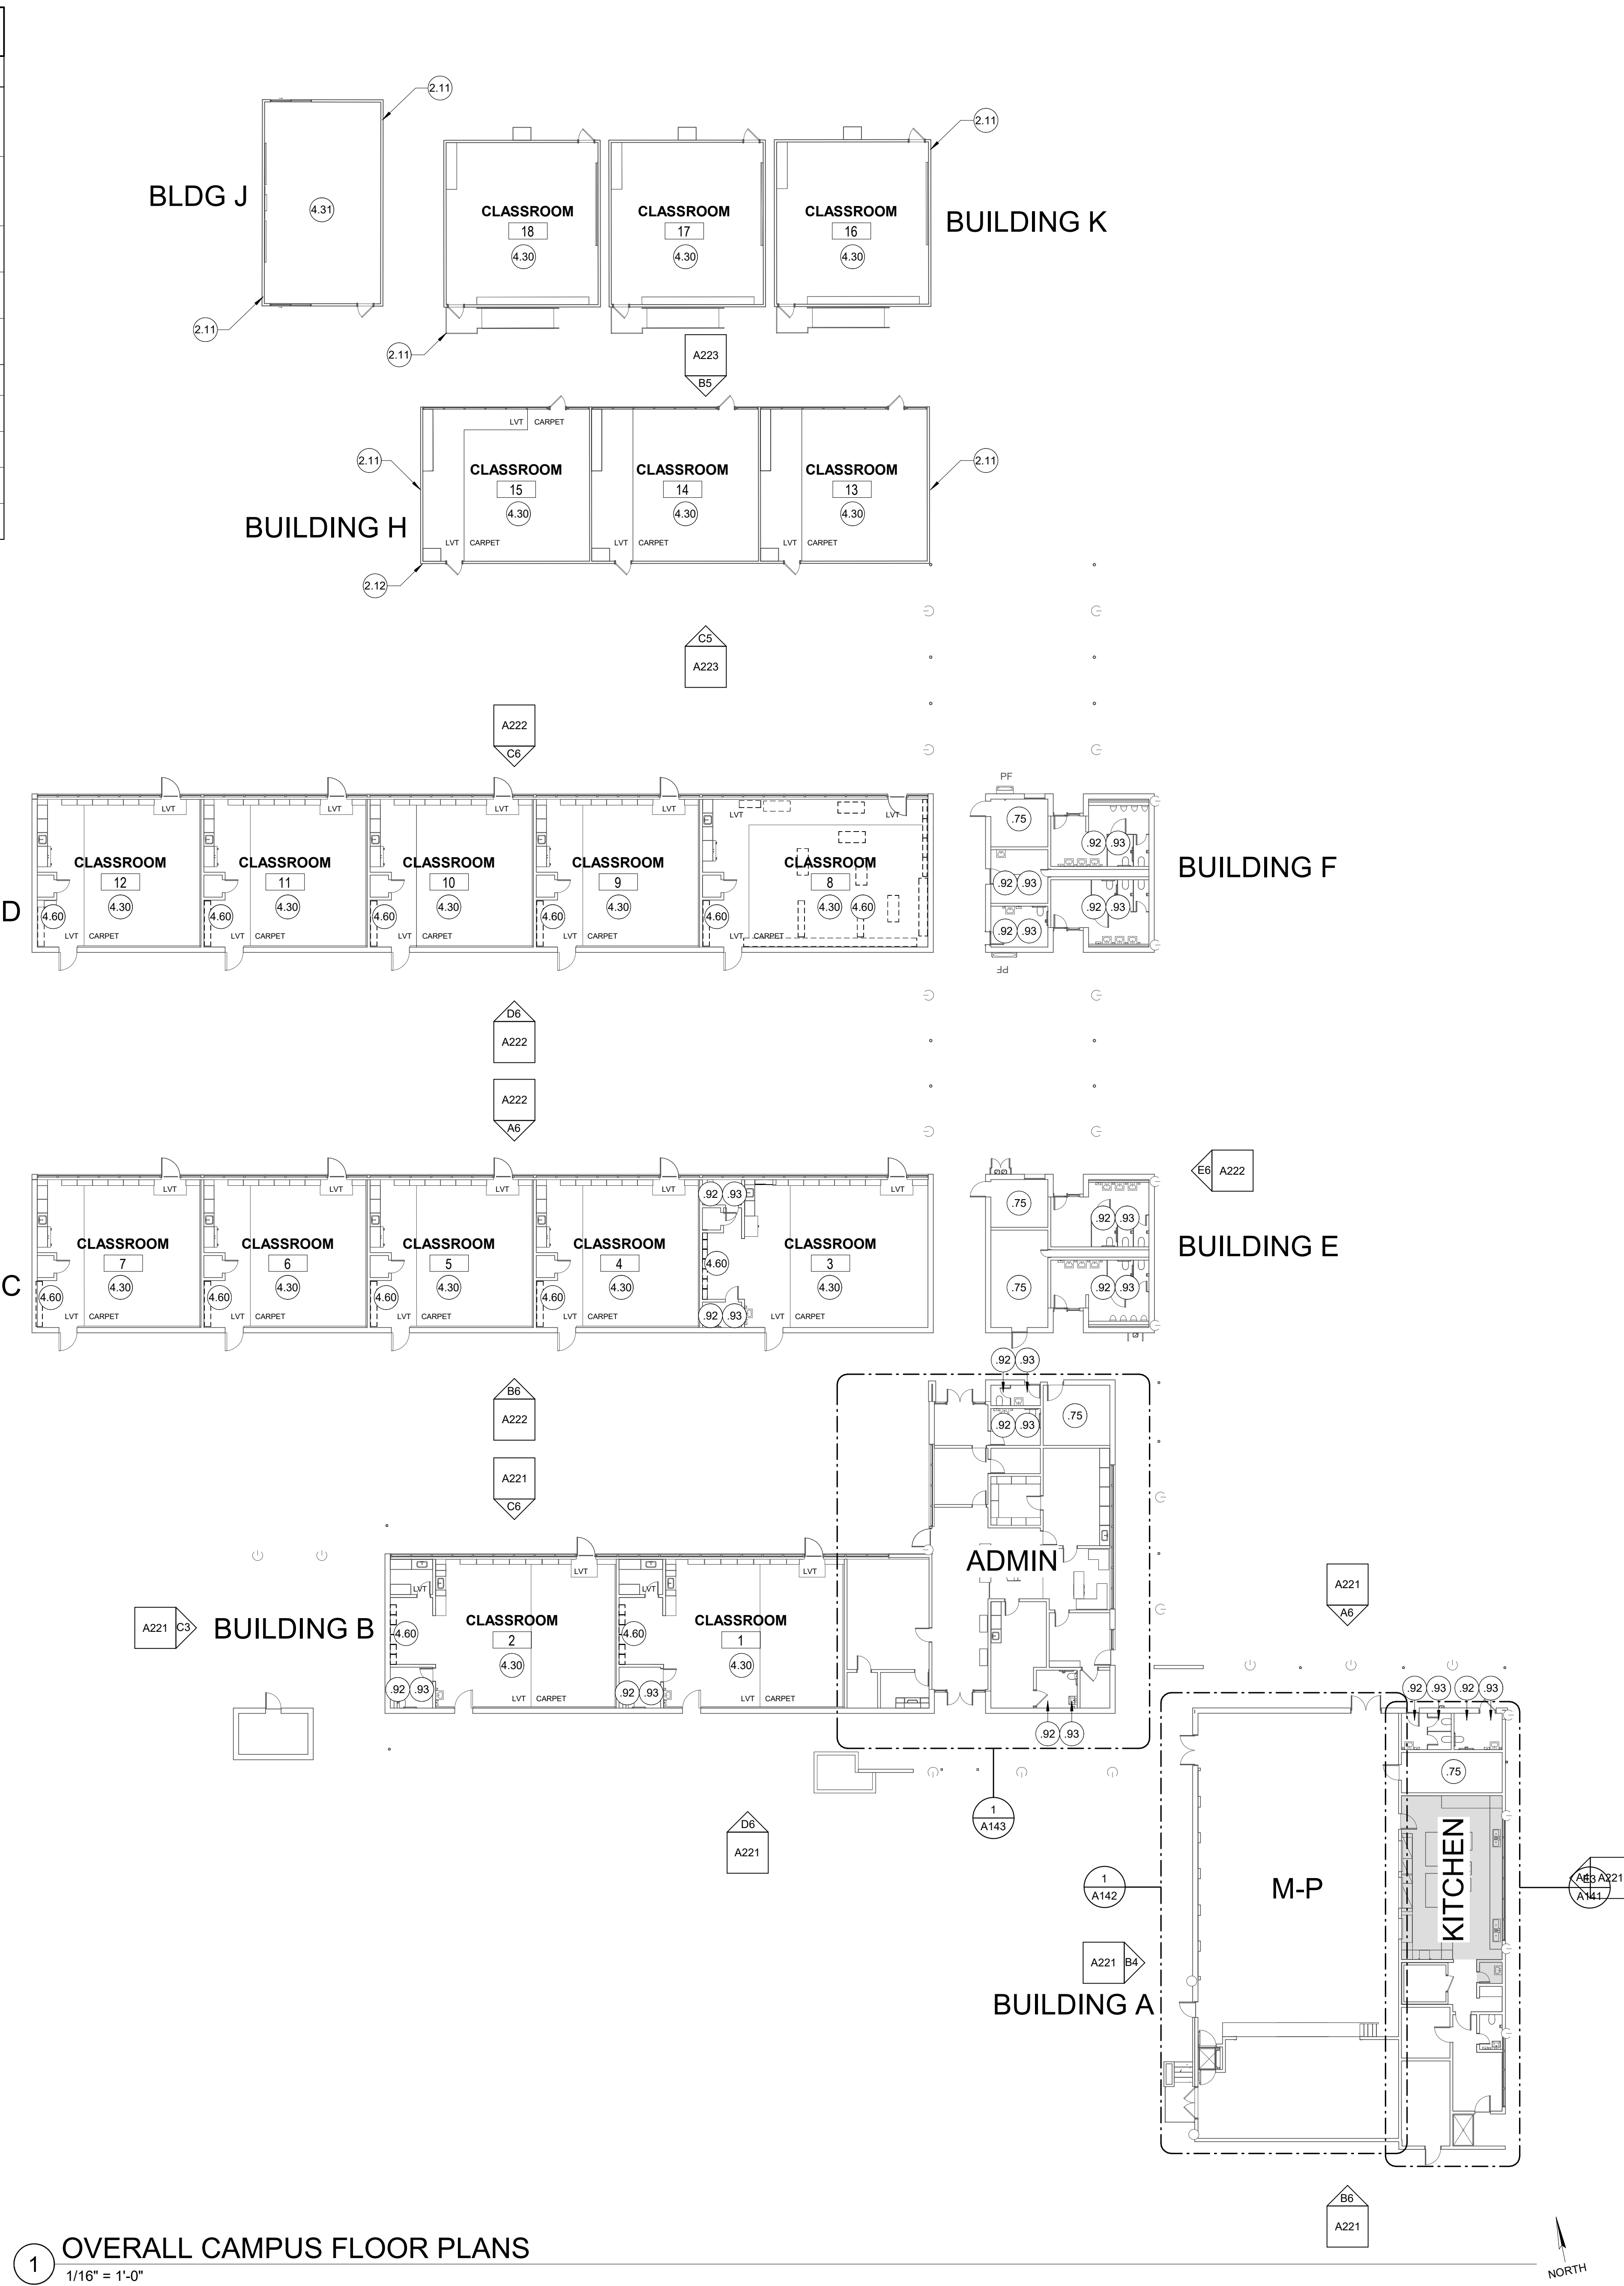 2.11
2.11
BLDG J
4.31
CLASSROOM
18
4.30
CLASSROOM
17
4.30
CLASSROOM
16
4.30
BUILDING K
2.11
2.11
A223
B5
LVT CARPET
2.11
CLASSROOM
15
4.30
CLASSROOM
14
4.30
CLASSROOM
13
4.30
2.11
BUILDING H
LVT CARPET
LVT CARPET
LVT CARPET
2.12
C5
A223
A222
C6
PF
LVT
LVT
LVT
LVT
LVT
LVT
.75
.92 .93
CLASSROOM
12
4.30
CLASSROOM
11
4.30
CLASSROOM
10
4.30
CLASSROOM
9
4.30
CLASSROOM
8
4.30
4.60
BUILDING F
.92 .93
.92 .93
D
4.60
4.60
4.60
4.60
4.60
.92 .93
LVT CARPET
LVT CARPET
LVT CARPET
LVT CARPET
LVT CARPET
PF
D6
A222
A222
A6
E6
A222
LVT
LVT
LVT
LVT
.92 .93
LVT
.75
.92 .93
CLASSROOM
7
4.30
CLASSROOM
6
4.30
CLASSROOM
5
4.30
CLASSROOM
4
4.30
4.60
CLASSROOM
3
4.30
BUILDING E
.75
.92 .93
C
4.60
4.60
4.60
4.60
LVT CARPET
LVT CARPET
LVT CARPET
LVT CARPET
.92 .93
LVT CARPET
.92 .93
B6
A222
.92 .93
.75
A221
C6
ADMIN
LVT
LVT
LVT
LVT
A221
C3
BUILDING B
4.60
CLASSROOM
2
4.30
4.60
CLASSROOM
1
4.30
.92 .93
LVT CARPET
.92 .93
LVT CARPET
.92 .93
A221
A6
.92 .93 .92 .93
.75
1
A143
D6
A221
1
A142
M-P
KITCHEN
A4
E3
A221
A141
A221
B4
BUILDING A
B6
A221
1
OVERALL CAMPUS FLOOR PLANS
1/16" = 1'-0"
NORTH